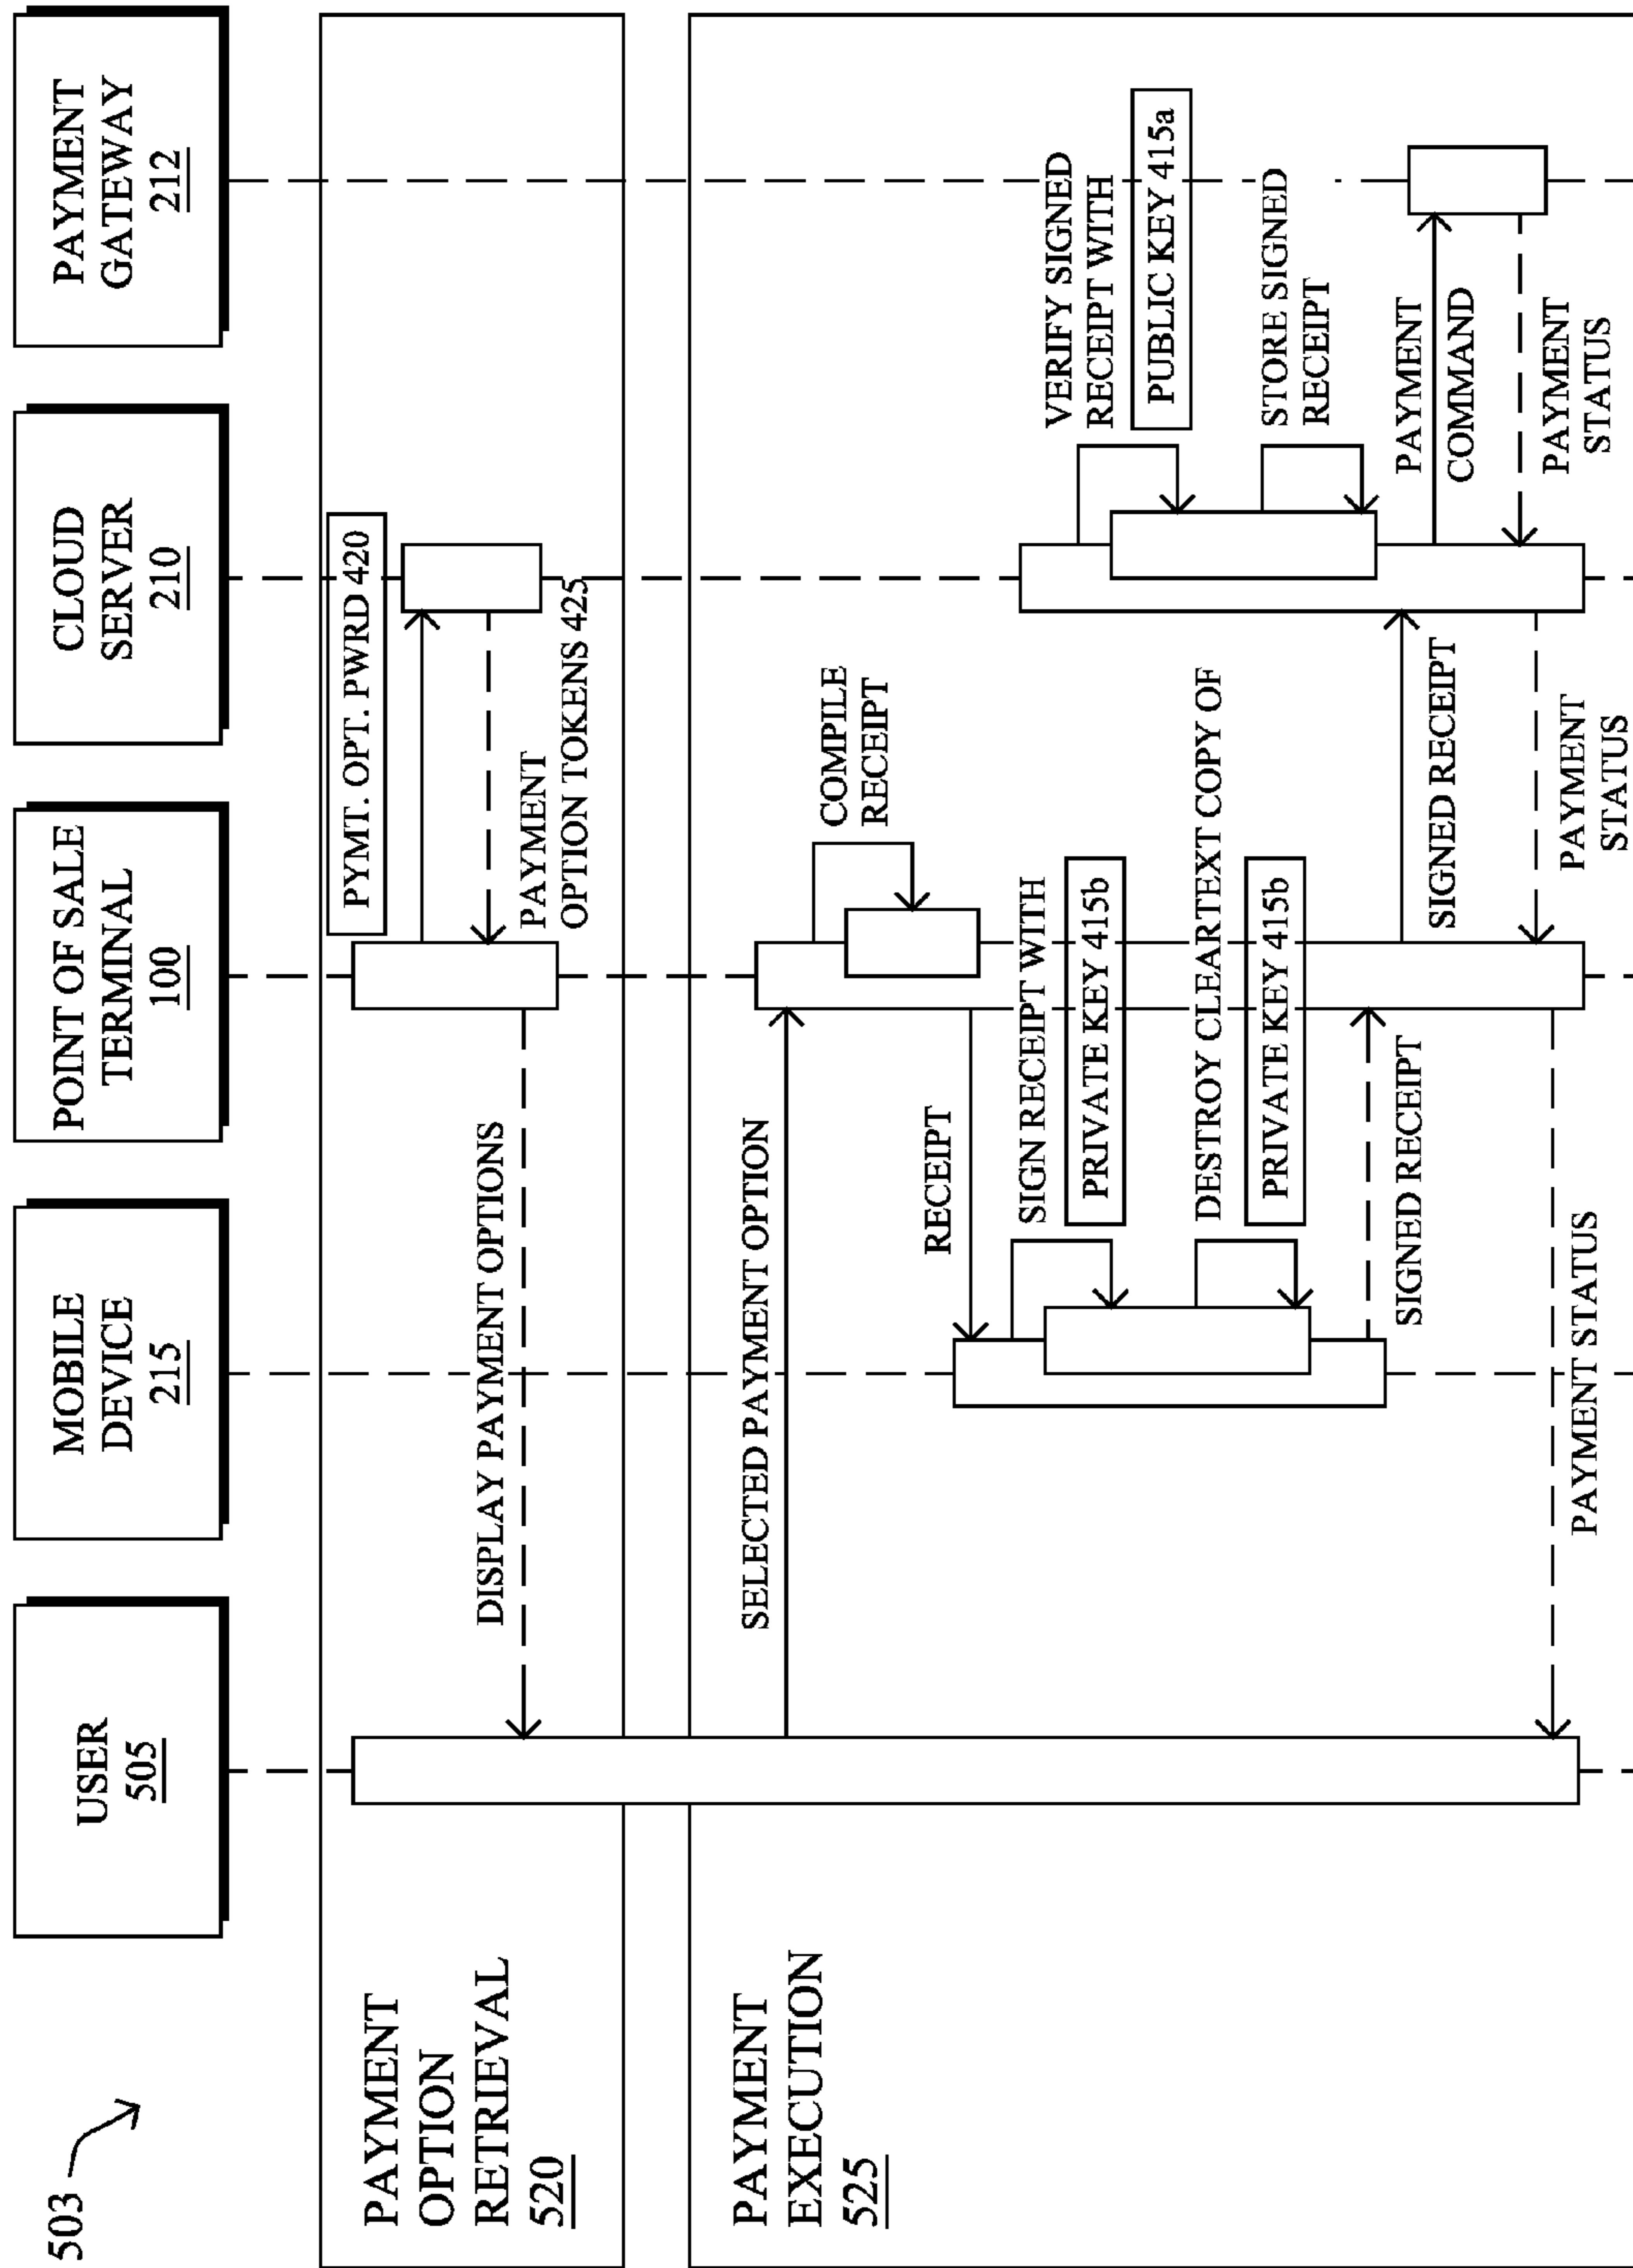 503
USER
505
MOBILE
DEVICE
215
POINT OF SALE
TERMINAL
100
CLOUD
SERVER
210
PAYMENT
GATEWAY
212
PAYMENT
OPTION
RETRIEVAL
520
PYMT. OPT. PWRD 420
PAYMENT
OPTION TOKENS 425
DISPLAY PAYMENT OPTIONS
PAYMENT
EXECUTION
525
SELECTED PAYMENT OPTION
COMPILE
RECEIPT
RECEIPT
SIGN RECEIPT WITH
PRIVATE KEY 415b
DESTROY CLEARTEXT COPY OF
PRIVATE KEY 415b
SIGNED RECEIPT
SIGNED RECEIPT
VERIFY SIGNED
RECEIPT WITH
PUBLIC KEY 415a
STORE SIGNED
RECEIPT
PAYMENT
COMMAND
PAYMENT
STATUS
PAYMENT
STATUS
PAYMENT STATUS